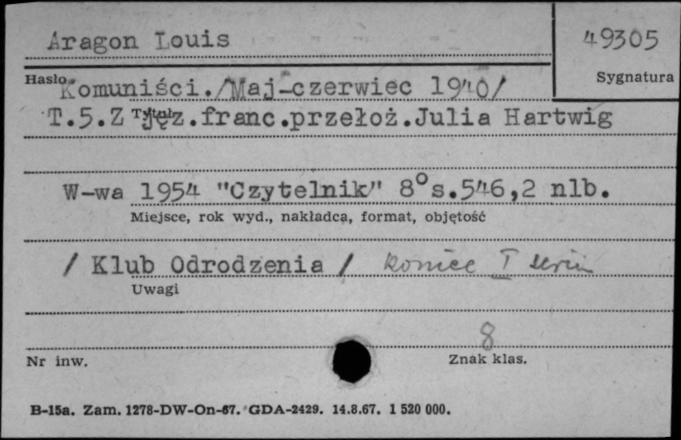 Aragon Louis 49305
Hasło Sygnatura
Komuniści./Maj-czerwiec 1940/
Tytuł
T.5.Z jęz.franc.przełoż.Julia Hartwig
W-wa 1954 "Czytelnik" 8° s.546,2 nlb.
Miejsce, rok wyd., nakładca, format, objętość
/ Klub Odrodzenia / koniec I serii
Uwagi
8
Nr inw. Znak klas.
B-15a. Zam. 1278-DW-On-67. GDA-2429. 14.8.67. 1 520 000.